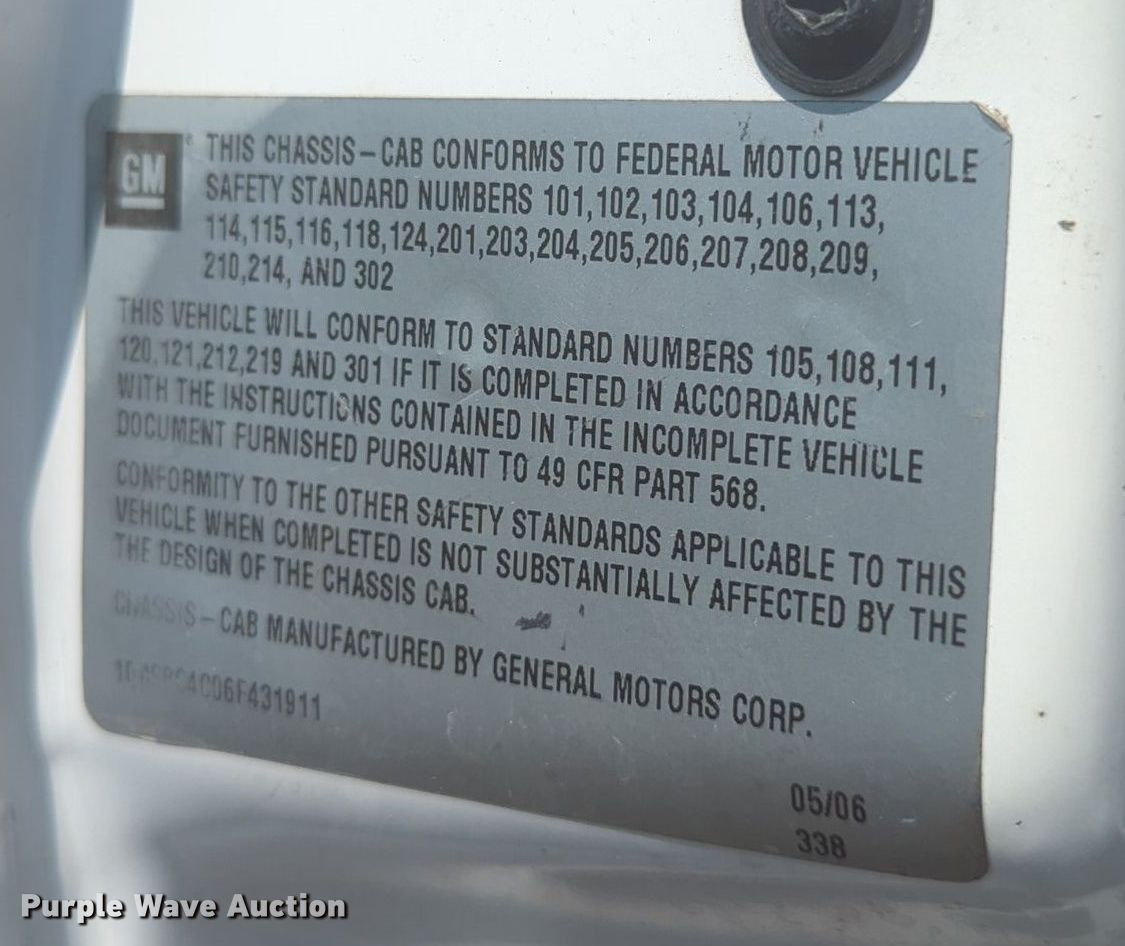 GM
THIS CHASSIS-CAB CONFORMS TO FEDERAL MOTOR VEHICLE
SAFETY STANDARD NUMBERS 101,102,103,104,106,113,
114,115,116,118,124,201,203,204,205,206,207,208,209,
210,214, AND 302
THIS VEHICLE WILL CONFORM TO STANDARD NUMBERS 105,108,111,
120,121,212,219 AND 301 IF IT IS COMPLETED IN ACCORDANCE
WITH THE INSTRUCTIONS CONTAINED IN THE INCOMPLETE VEHICLE
DOCUMENT FURNISHED PURSUANT TO 49 CFR PART 568.
CONFORMITY TO THE OTHER SAFETY STANDARDS APPLICABLE TO THIS
VEHICLE WHEN COMPLETED IS NOT SUBSTANTIALLY AFFECTED BY THE
THE DESIGN OF THE CHASSIS CAB.
CHASSIS-CAB MANUFACTURED BY GENERAL MOTORS CORP.
05/06
338
Purple Wave Auction